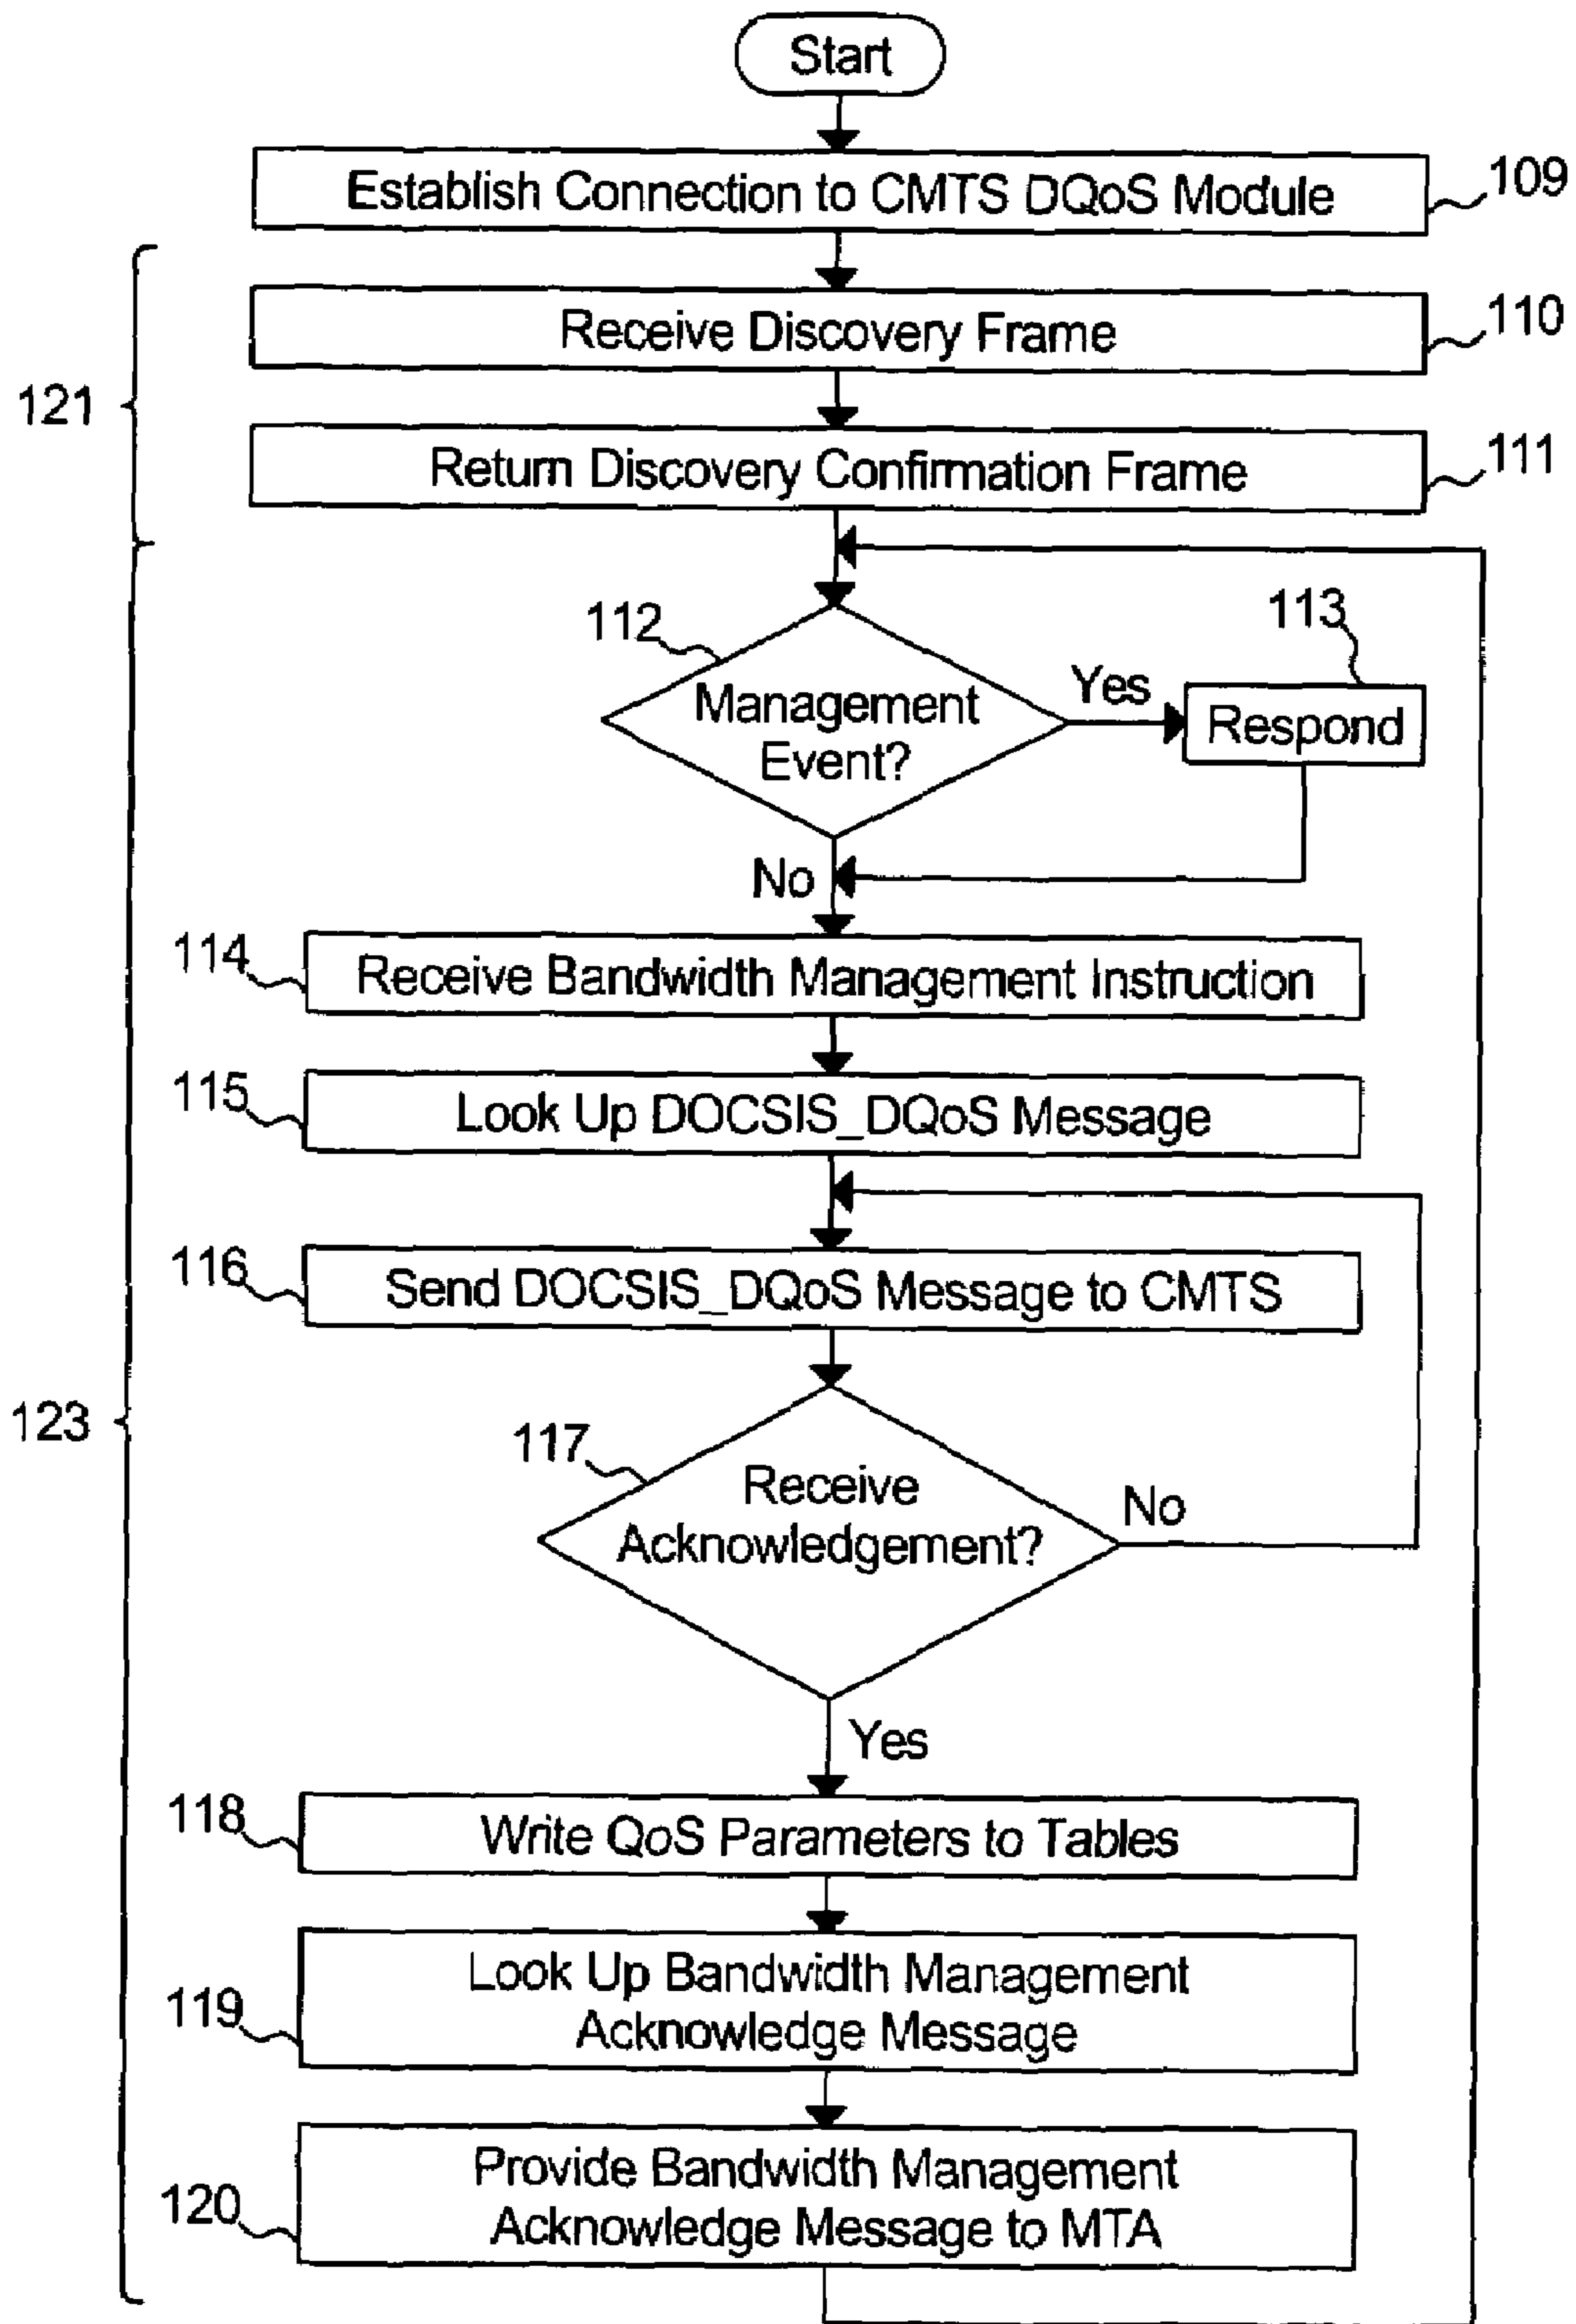 Start
Establish Connection to CMTS DQoS Module
109
Receive Discovery Frame
110
121
Return Discovery Confirmation Frame
111
112
113
Management
Event?
Yes
Respond
No
114
Receive Bandwidth Management Instruction
115
Look Up DOCSIS_DQoS Message
116
Send DOCSIS_DQoS Message to CMTS
123
117
Receive
Acknowledgement?
No
Yes
118
Write QoS Parameters to Tables
119
Look Up Bandwidth Management
Acknowledge Message
120
Provide Bandwidth Management
Acknowledge Message to MTA